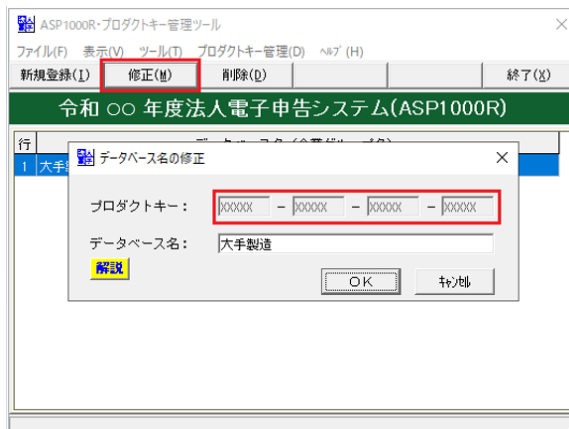 ASP1000R・プロダクトキー管理ツール
ファイル(F) 表示(V) ツール(T) プロダクトキー管理(D) ヘルプ(H)
新規登録(I) 修正(M) 削除(D) 終了(X)
令和 ○○ 年度法人電子申告システム(ASP1000R)
行
1 大手
データベース名の修正
プロダクトキー: XXXXX - XXXXX - XXXXX - XXXXX
データベース名: 大手製造
解説
OK キャンセル